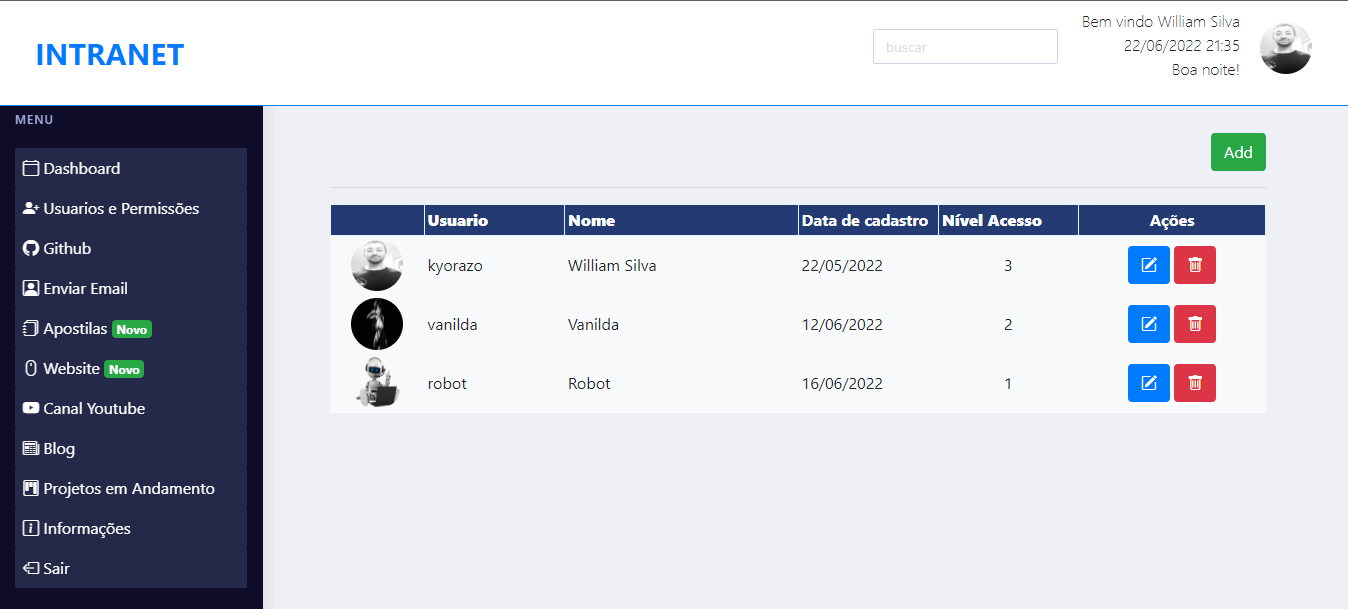 INTRANET
buscar
Bem vindo William Silva
22/06/2022 21:35
Boa noite!
MENU
Dashboard
Usuarios e Permissões
Github
Enviar Email
Apostilas Novo
Website Novo
Canal Youtube
Blog
Projetos em Andamento
Informações
Sair
Add
Usuario Nome Data de cadastro Nível Acesso Ações
kyorazo William Silva 22/05/2022 3
vanilda Vanilda 12/06/2022 2
robot Robot 16/06/2022 1